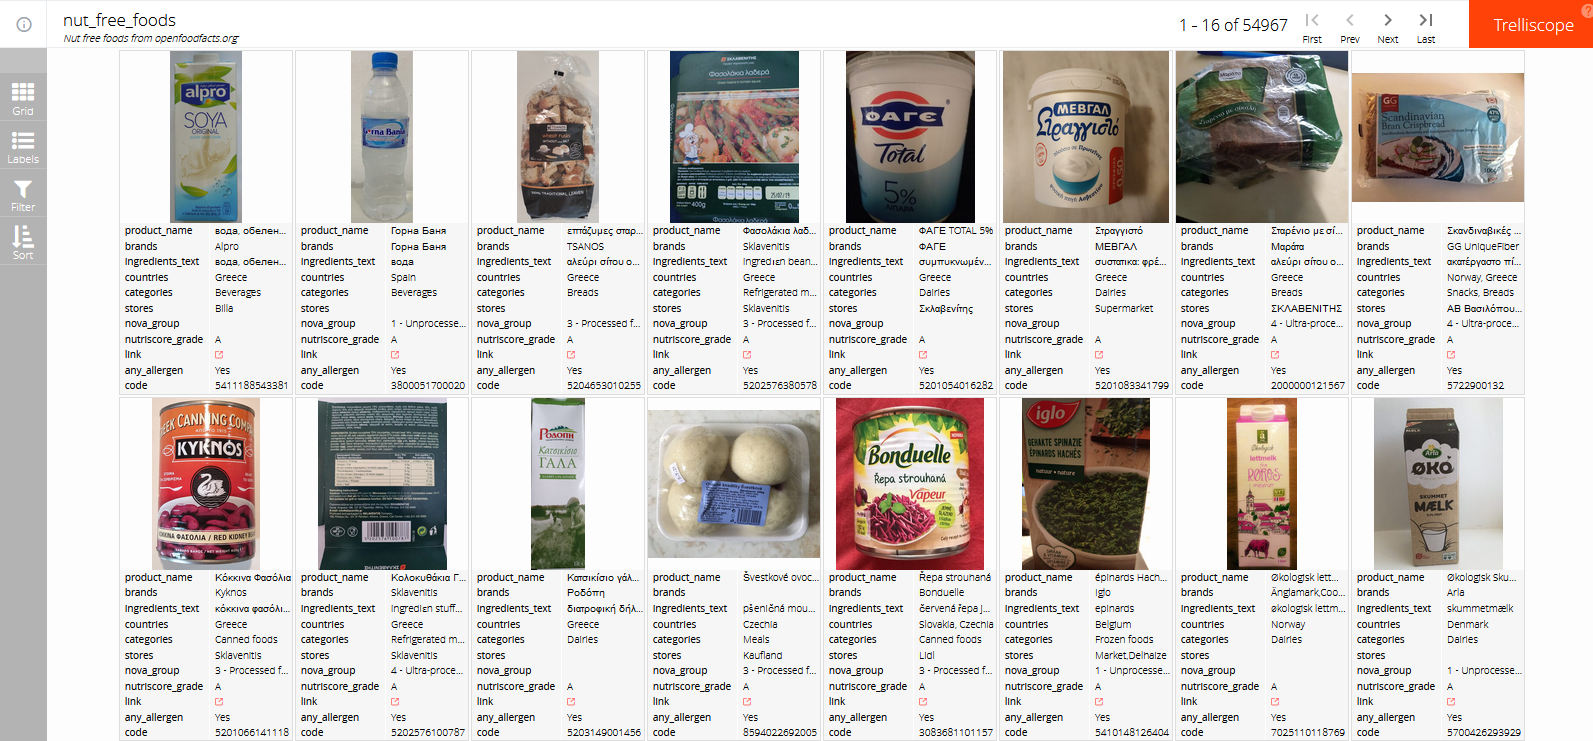 nut_free_foods
Nut free foods from openfoodfacts.org
1 - 16 of 54967
First
Prev
Next
Last
Trelliscope
Grid
Labels
Filter
Sort
product_name вода, обелен...
brands Alpro
ingredients_text вода, обелен...
countries Greece
categories Beverages
stores Billa
nova_group
nutriscore_grade A
link
any_allergen Yes
code 5411188543381
product_name Горна Баня
brands Горна Баня
ingredients_text вода
countries Spain
categories Beverages
stores
nova_group 1 - Unprocesse...
nutriscore_grade A
link
any_allergen Yes
code 3800051700020
product_name επτάζυμες σταρ...
brands TSANOS
ingredients_text αλεύρι σίτου ο...
countries Greece
categories Breads
stores
nova_group 3 - Processed f...
nutriscore_grade A
link
any_allergen Yes
code 5204653010255
product_name Φασολάκια λαδ...
brands Sklavenitis
ingredients_text Ingredιen bean...
countries Greece
categories Refrigerated m...
stores Sklavenitis
nova_group 3 - Processed f...
nutriscore_grade A
link
any_allergen Yes
code 5202576380578
product_name ΦΑΓΕ TOTAL 5%
brands ΦΑΓΕ
ingredients_text συμπυκνωμέν...
countries Greece
categories Dairies
stores Σκλαβενίτης
nova_group
nutriscore_grade A
link
any_allergen Yes
code 5201054016282
product_name Στραγγιστό
brands ΜΕΒΓΑΛ
ingredients_text συστατικα: φρέ...
countries Greece
categories Dairies
stores Supermarket
nova_group
nutriscore_grade A
link
any_allergen Yes
code 5201083341799
product_name Σταρένιο με σί...
brands Μαράτα
ingredients_text αλεύρι σίτου ο...
countries Greece
categories Breads
stores ΣΚΛΑΒΕΝΙΤΗΣ
nova_group 4 - Ultra-proce...
nutriscore_grade A
link
any_allergen Yes
code 2000000121567
product_name Σκανδιναβικές ...
brands GG UniqueFiber
ingredients_text ακατέργαστο πί...
countries Norway, Greece
categories Snacks, Breads
stores ΑΒ Βασιλόπου...
nova_group 4 - Ultra-proce...
nutriscore_grade A
link
any_allergen Yes
code 5722900132
product_name Κόκκινα Φασόλια
brands Kyknos
ingredients_text κόκκινα φασόλι...
countries Greece
categories Canned foods
stores Sklavenitis
nova_group 3 - Processed f...
nutriscore_grade A
link
any_allergen Yes
code 5201066141118
product_name Κολοκυθάκια Γ...
brands Sklavenitis
ingredients_text ingredιen stuff...
countries Greece
categories Refrigerated m...
stores Sklavenitis
nova_group 4 - Ultra-proce...
nutriscore_grade A
link
any_allergen Yes
code 5202576100787
product_name Κατσικίσιο γάλ...
brands Ροδόπη
ingredients_text διατροφική δήλ...
countries Greece
categories Dairies
stores
nova_group
nutriscore_grade A
link
any_allergen Yes
code 5203149001456
product_name Švestkové ovoc...
brands
ingredients_text pšeničná mou...
countries Czechia
categories Meals
stores Kaufland
nova_group 3 - Processed f...
nutriscore_grade A
link
any_allergen Yes
code 8594022692005
product_name Řepa strouhaná
brands Bonduelle
ingredients_text červená řepa j...
countries Slovakia, Czechia
categories Canned foods
stores Lidl
nova_group 3 - Processed f...
nutriscore_grade A
link
any_allergen Yes
code 3083681101157
product_name épinards Hach...
brands Iglo
ingredients_text épinards
countries Belgium
categories Frozen foods
stores Market,Delhaize
nova_group 1 - Unprocesse...
nutriscore_grade A
link
any_allergen Yes
code 5410148126404
product_name Økologisk lett...
brands Änglamark,Coo...
ingredients_text økologisk lettm...
countries Norway
categories Dairies
stores
nova_group
nutriscore_grade A
link
any_allergen Yes
code 7025110118769
product_name Økologisk Sku...
brands Arla
ingredients_text skummetmælk
countries Denmark
categories Dairies
stores
nova_group 1 - Unprocesse...
nutriscore_grade A
link
any_allergen Yes
code 5700426293929
alpro
SOYA
ORIGINAL
Φασολάκια λαδερά
400g
ΦΑΓΕ
Total
5%
ΜΕΒΓΑΛ
Στραγγιστό
GG
Scandinavian
Bran Crispbread
KYKNOS
ΚΟΚΚΙΝΑ ΦΑΣΟΛΙΑ / RED KIDNEY
ΡΟΔΟΠΗ
Κατσικίσιο
ΓΑΛΑ
Bonduelle
Řepa strouhaná
Vapeur
iglo
GEHAKTE SPINAZIE
ÉPINARDS HACHÉS
natuur • nature
Økologisk
lettmelk
RØROS
Arla
ØKO
SKUMMET
MÆLK